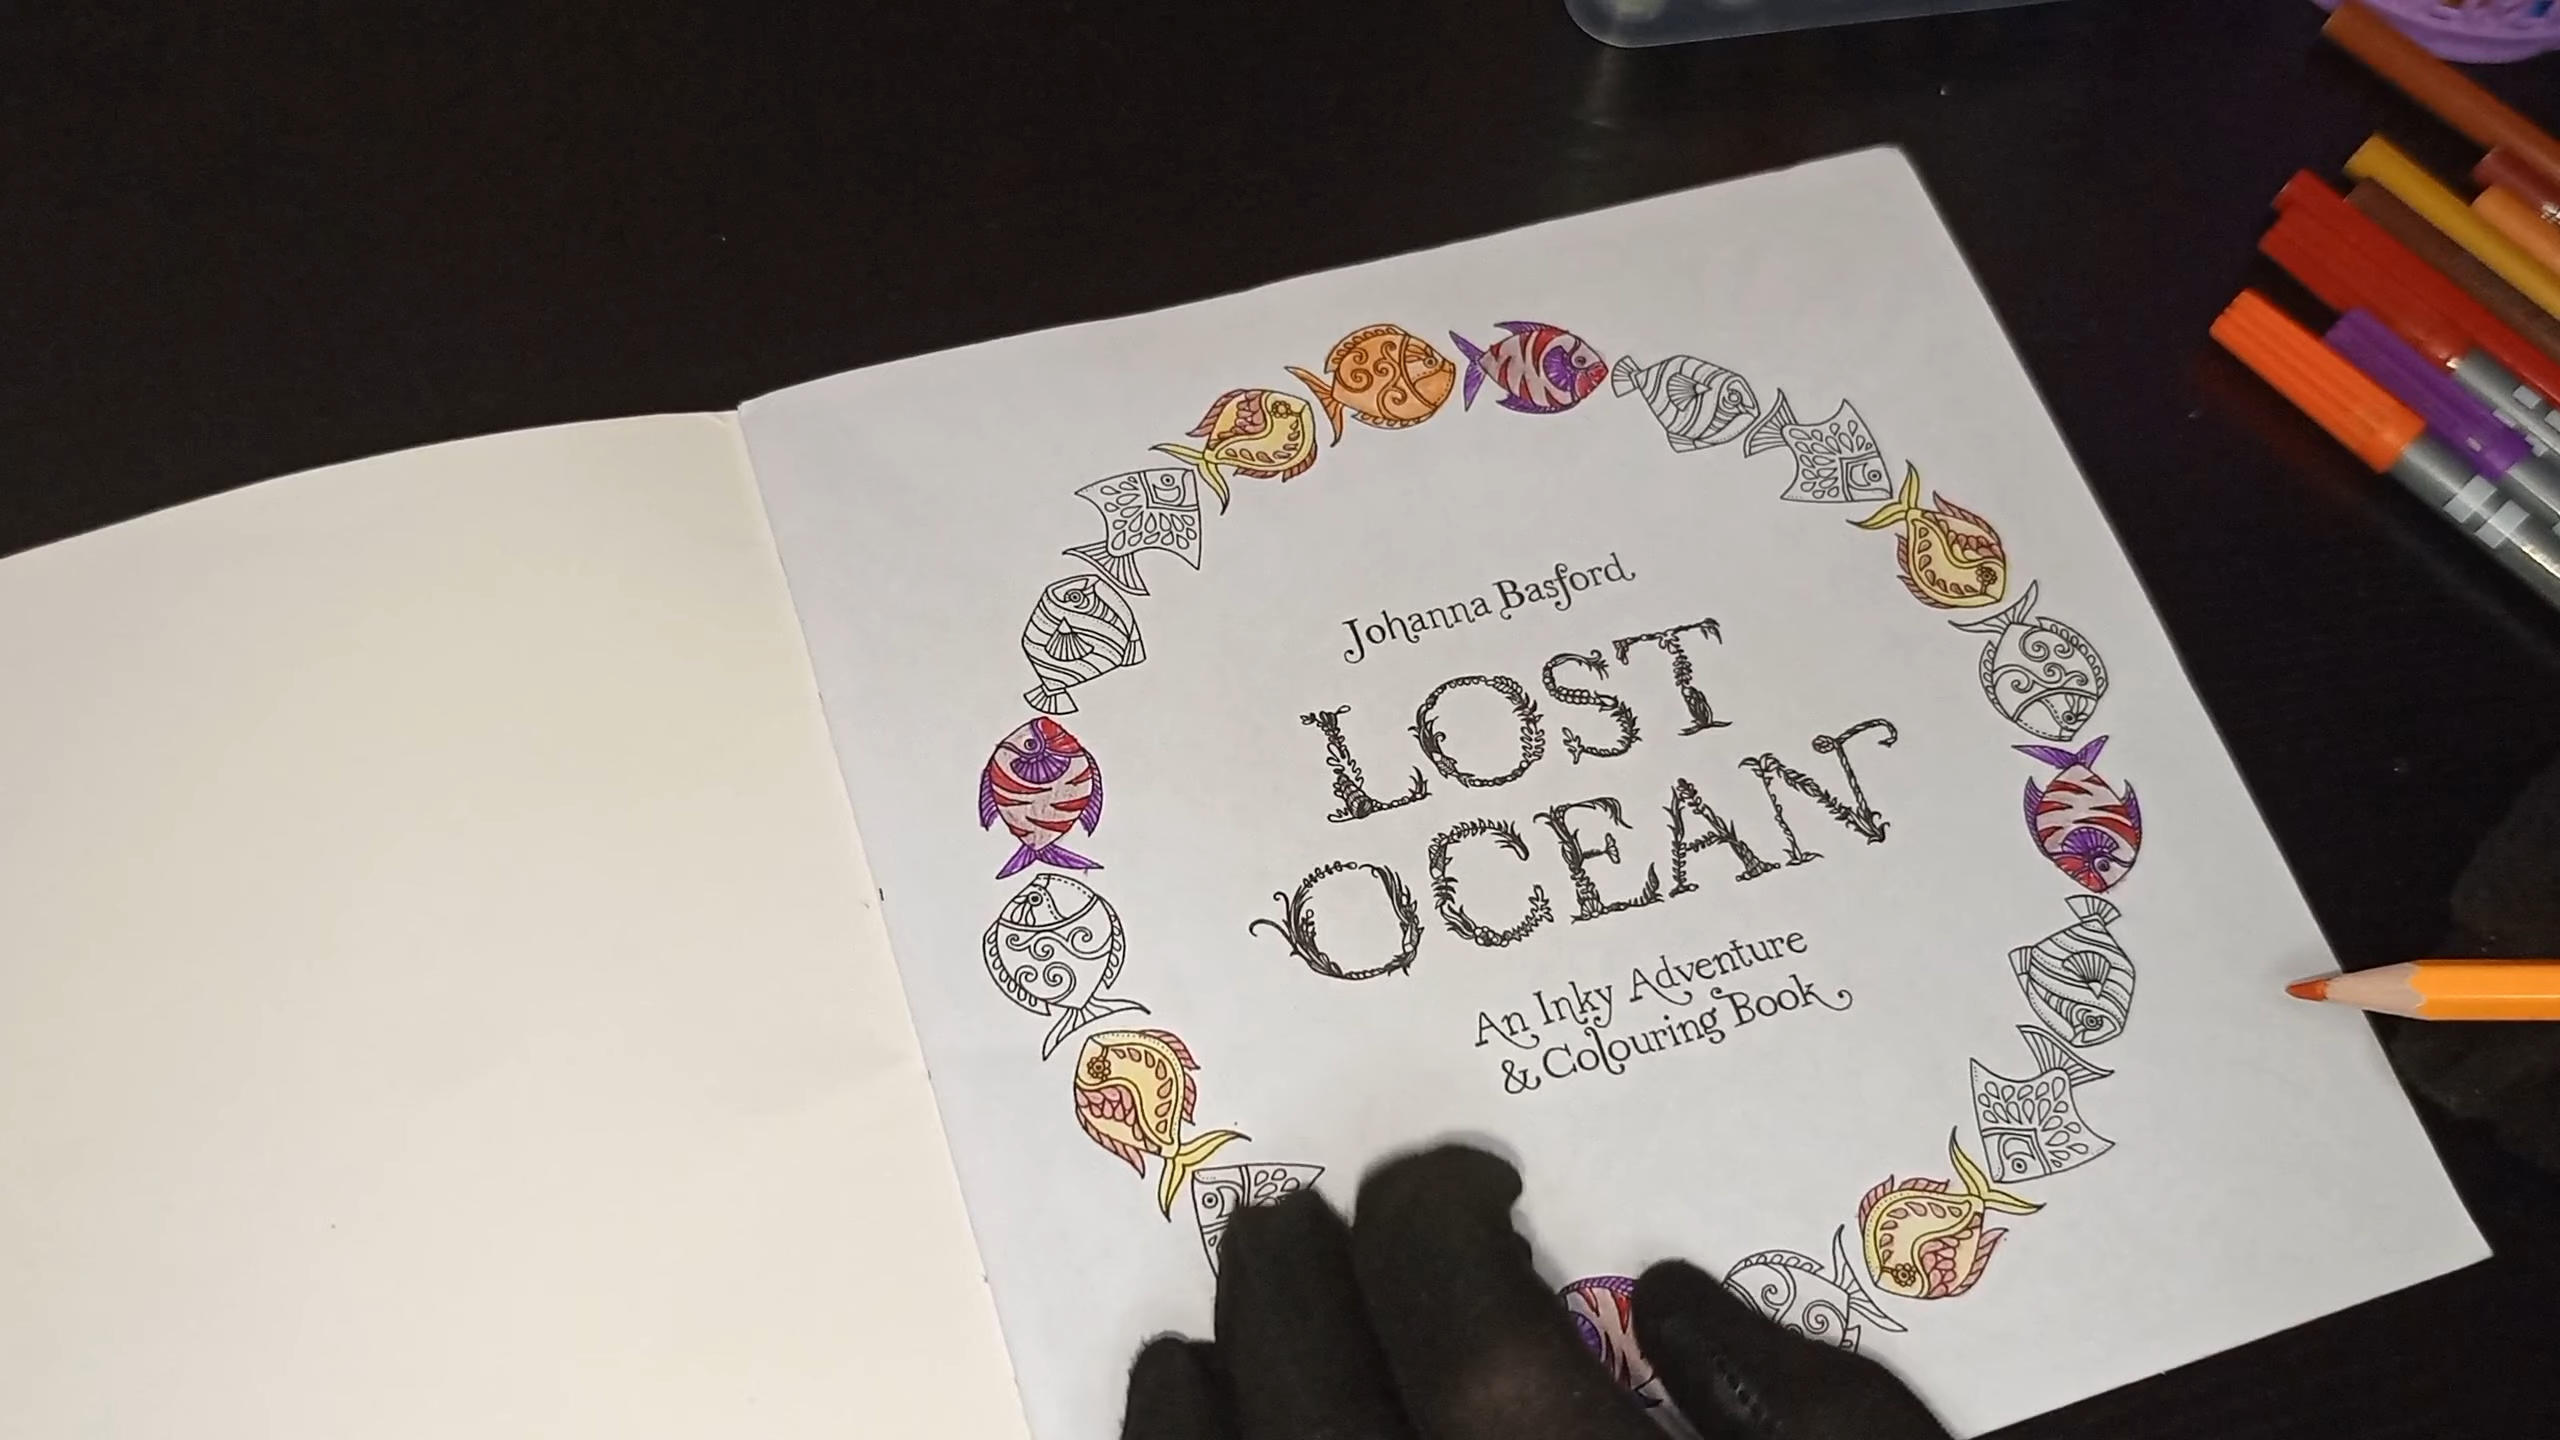 Johanna Basford
LOST
OCEAN
An Inky Adventure
& Colouring Book